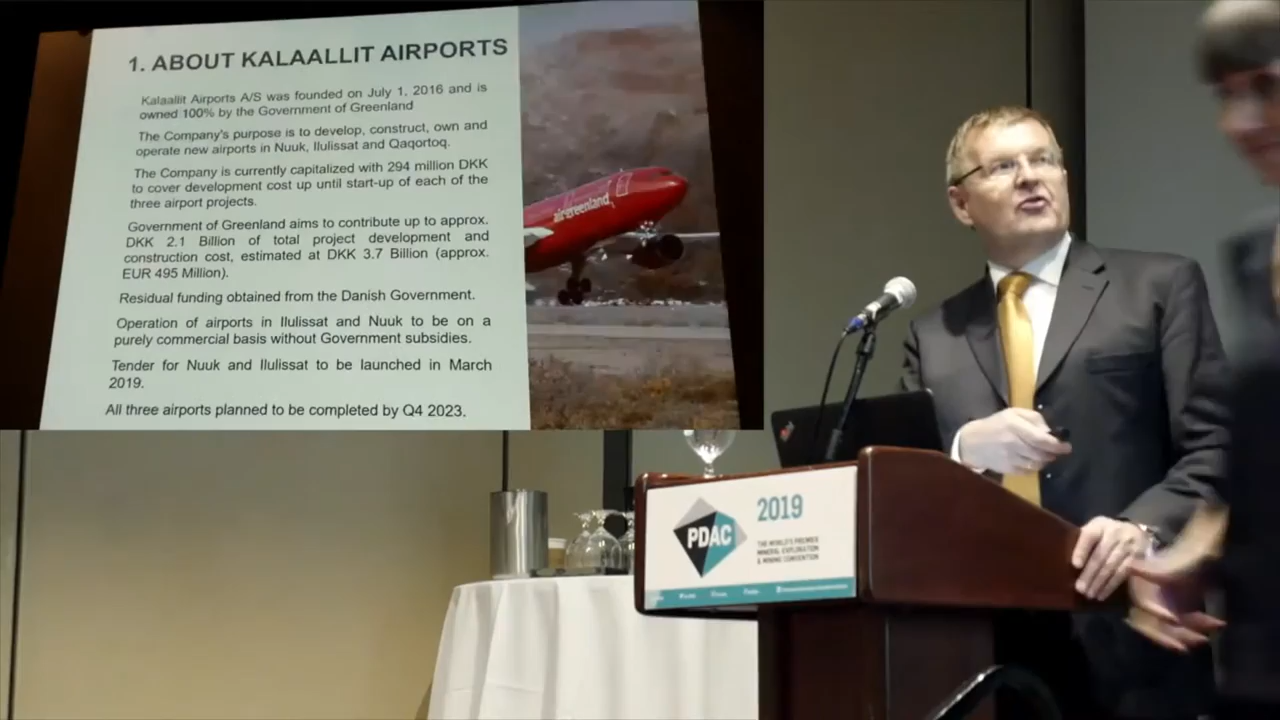 1. ABOUT KALAALLIT AIRPORTS
Kalaallit Airports A/S was founded on July 1, 2016 and is
owned 100% by the Government of Greenland
The Company's purpose is to develop, construct, own and
operate new airports in Nuuk, Ilulissat and Qaqortoq.
The Company is currently capitalized with 294 million DKK
to cover development cost up until start-up of each of the
three airport projects.
Government of Greenland aims to contribute up to approx.
DKK 2.1 Billion of total project development and
construction cost, estimated at DKK 3.7 Billion (approx.
EUR 495 Million).
Residual funding obtained from the Danish Government.
Operation of airports in Ilulissat and Nuuk to be on a
purely commercial basis without Government subsidies.
Tender for Nuuk and Ilulissat to be launched in March
2019.
All three airports planned to be completed by Q4 2023.
airgreenland
PDAC
2019
THE WORLD'S PREMIER
MINERAL EXPLORATION
& MINING CONVENTION